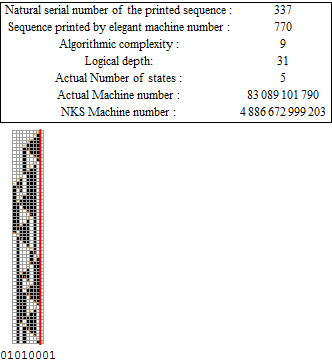 Natural serial number of the printed sequence : 337
Sequence printed by elegant machine number : 770
Algorithmic complexity : 9
Logical depth: 31
Actual Number of states : 5
Actual Machine number : 83 089 101 790
NKS Machine number : 4 886 672 999 203
01010001